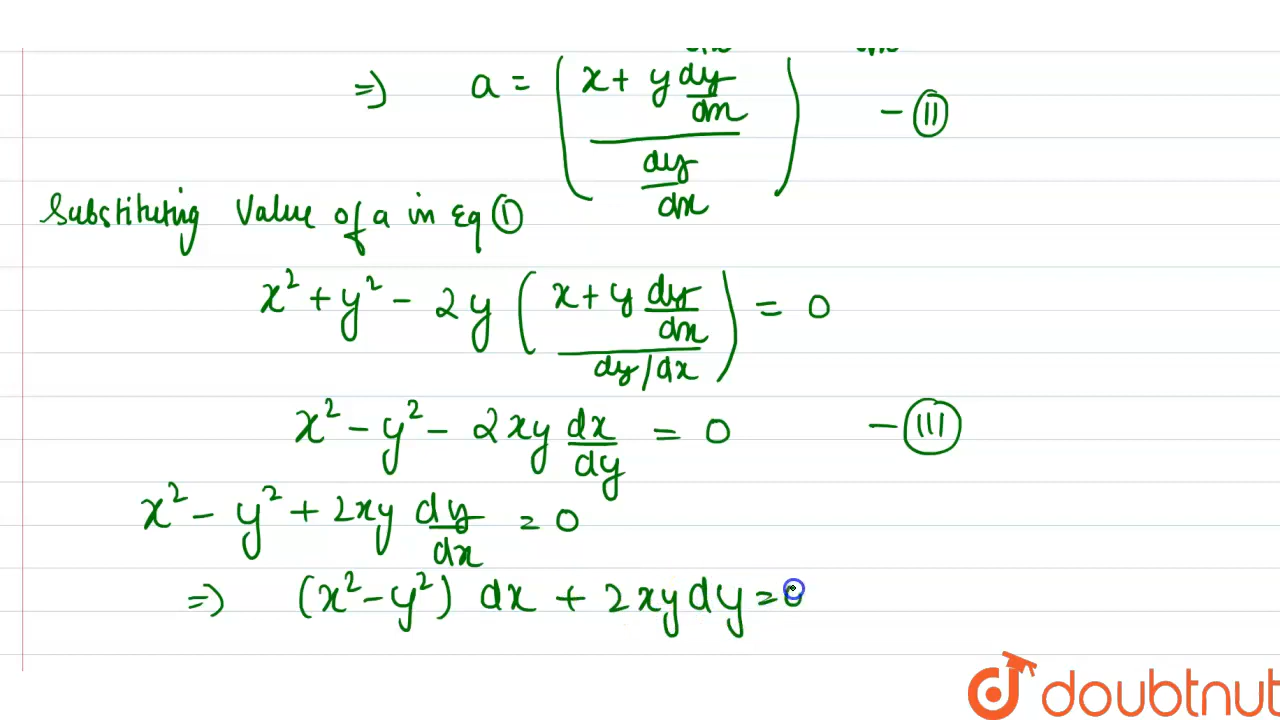 ⇒ a = ( (x + y dy/dx) / (dy/dx) ) - II
Substituting Value of a in Eq 1
x² + y² - 2y ( (x + y dy/dx) / (dy/dx) ) = 0
x² - y² - 2xy dx/dy = 0 - III
x² - y² + 2xy dy/dx = 0
⇒ (x² - y²) dx + 2xy dy = 0
doubtnut